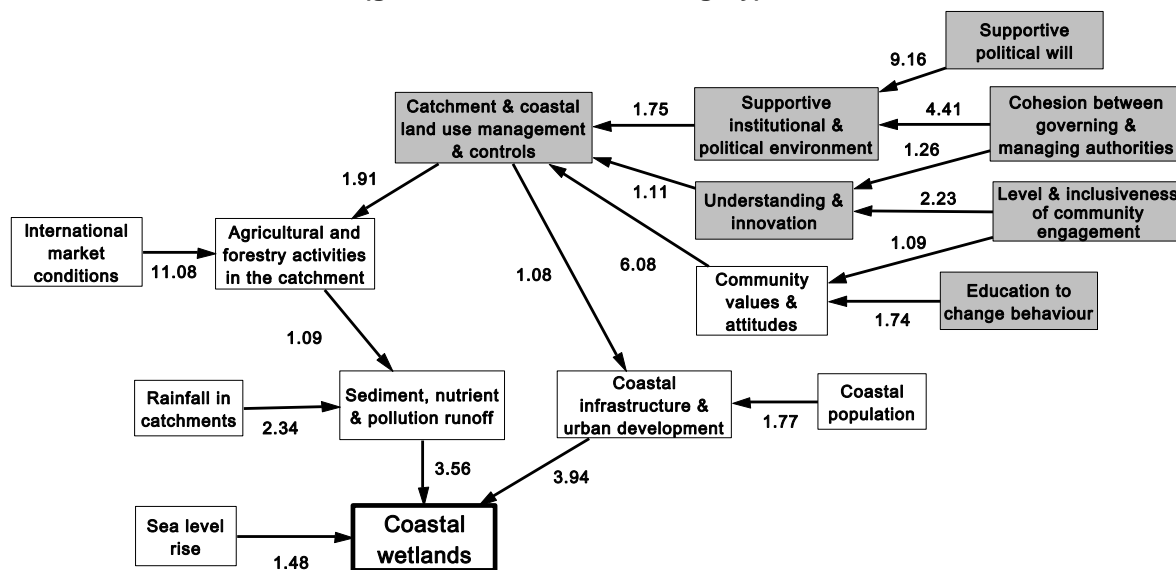 Supportive
political will
9.16
Catchment & coastal
land use management
& controls
1.75
Supportive
institutional &
political environment
4.41
Cohesion between
governing &
managing authorities
1.26
1.91
1.11
Understanding &
innovation
2.23
Level & inclusiveness
of community
engagement
International
market
conditions
11.08
Agricultural and
forestry activities
in the catchment
1.08
6.08
1.09
Community
values &
attitudes
1.74
Education to
change behaviour
1.09
Rainfall in
catchments
2.34
Sediment, nutrient
& pollution runoff
Coastal
infrastructure &
urban development
1.77
Coastal
population
3.56
3.94
Sea level
rise
1.48
Coastal
wetlands